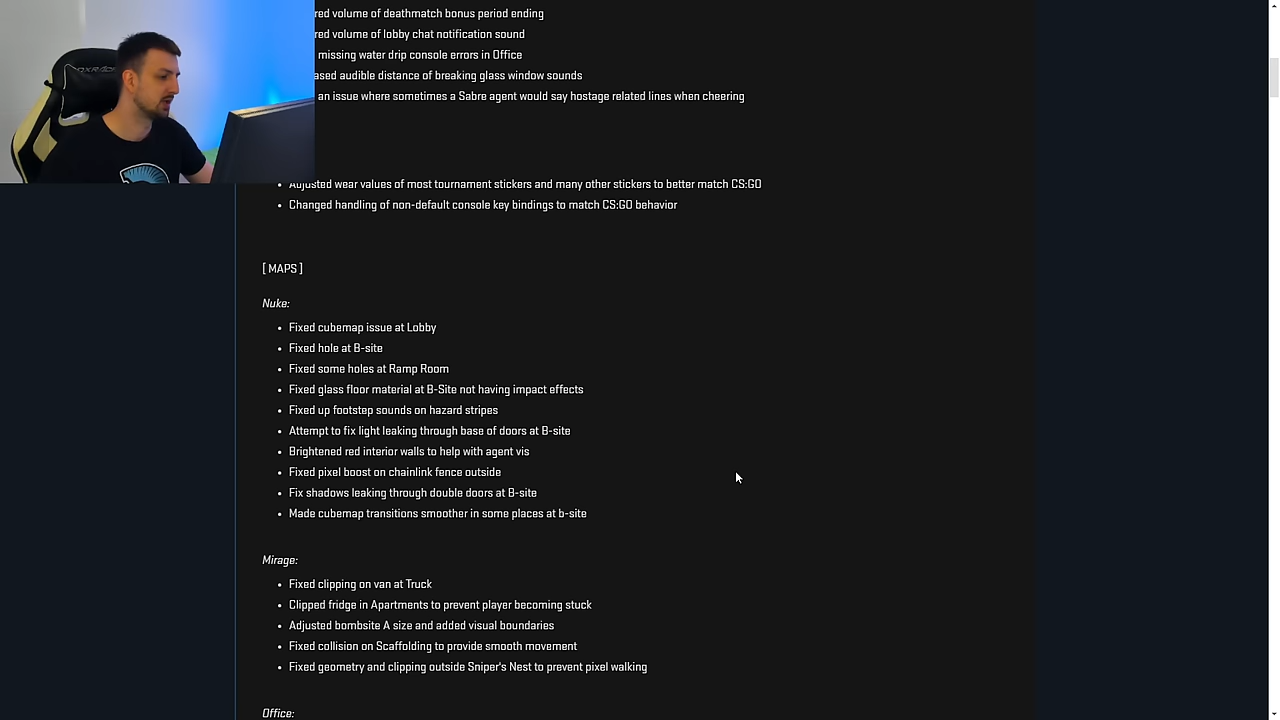 red volume of deathmatch bonus period ending
red volume of lobby chat notification sound
missing water drip console errors in Office
ased audible distance of breaking glass window sounds
an issue where sometimes a Sabre agent would say hostage related lines when cheering
• Adjusted wear values of most tournament stickers and many other stickers to better match CS:GO
• Changed handling of non-default console key bindings to match CS:GO behavior
[ MAPS ]
Nuke:
• Fixed cubemap issue at Lobby
• Fixed hole at B-site
• Fixed some holes at Ramp Room
• Fixed glass floor material at B-Site not having impact effects
• Fixed up footstep sounds on hazard stripes
• Attempt to fix light leaking through base of doors at B-site
• Brightened red interior walls to help with agent vis
• Fixed pixel boost on chainlink fence outside
• Fix shadows leaking through double doors at B-site
• Made cubemap transitions smoother in some places at b-site
Mirage:
• Fixed clipping on van at Truck
• Clipped fridge in Apartments to prevent player becoming stuck
• Adjusted bombsite A size and added visual boundaries
• Fixed collision on Scaffolding to provide smooth movement
• Fixed geometry and clipping outside Sniper's Nest to prevent pixel walking
Office: